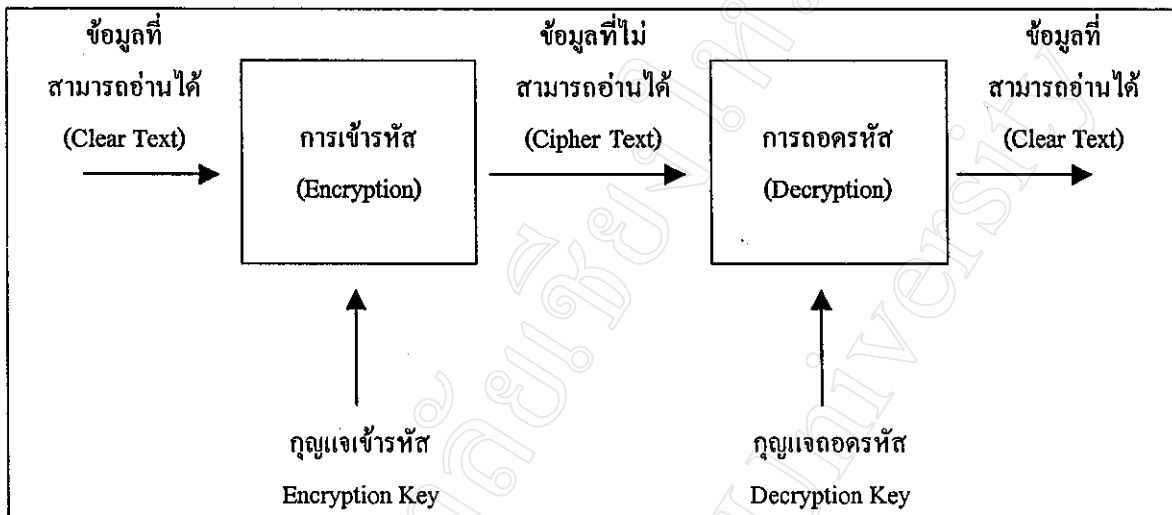 ข้อมูลที่
สามารถอ่านได้
(Clear Text)
การเข้ารหัส
(Encryption)
ข้อมูลที่ไม่
สามารถอ่านได้
(Cipher Text)
การถอดรหัส
(Decryption)
ข้อมูลที่
สามารถอ่านได้
(Clear Text)
กุญแจเข้ารหัส
Encryption Key
กุญแจถอดรหัส
Decryption Key
University